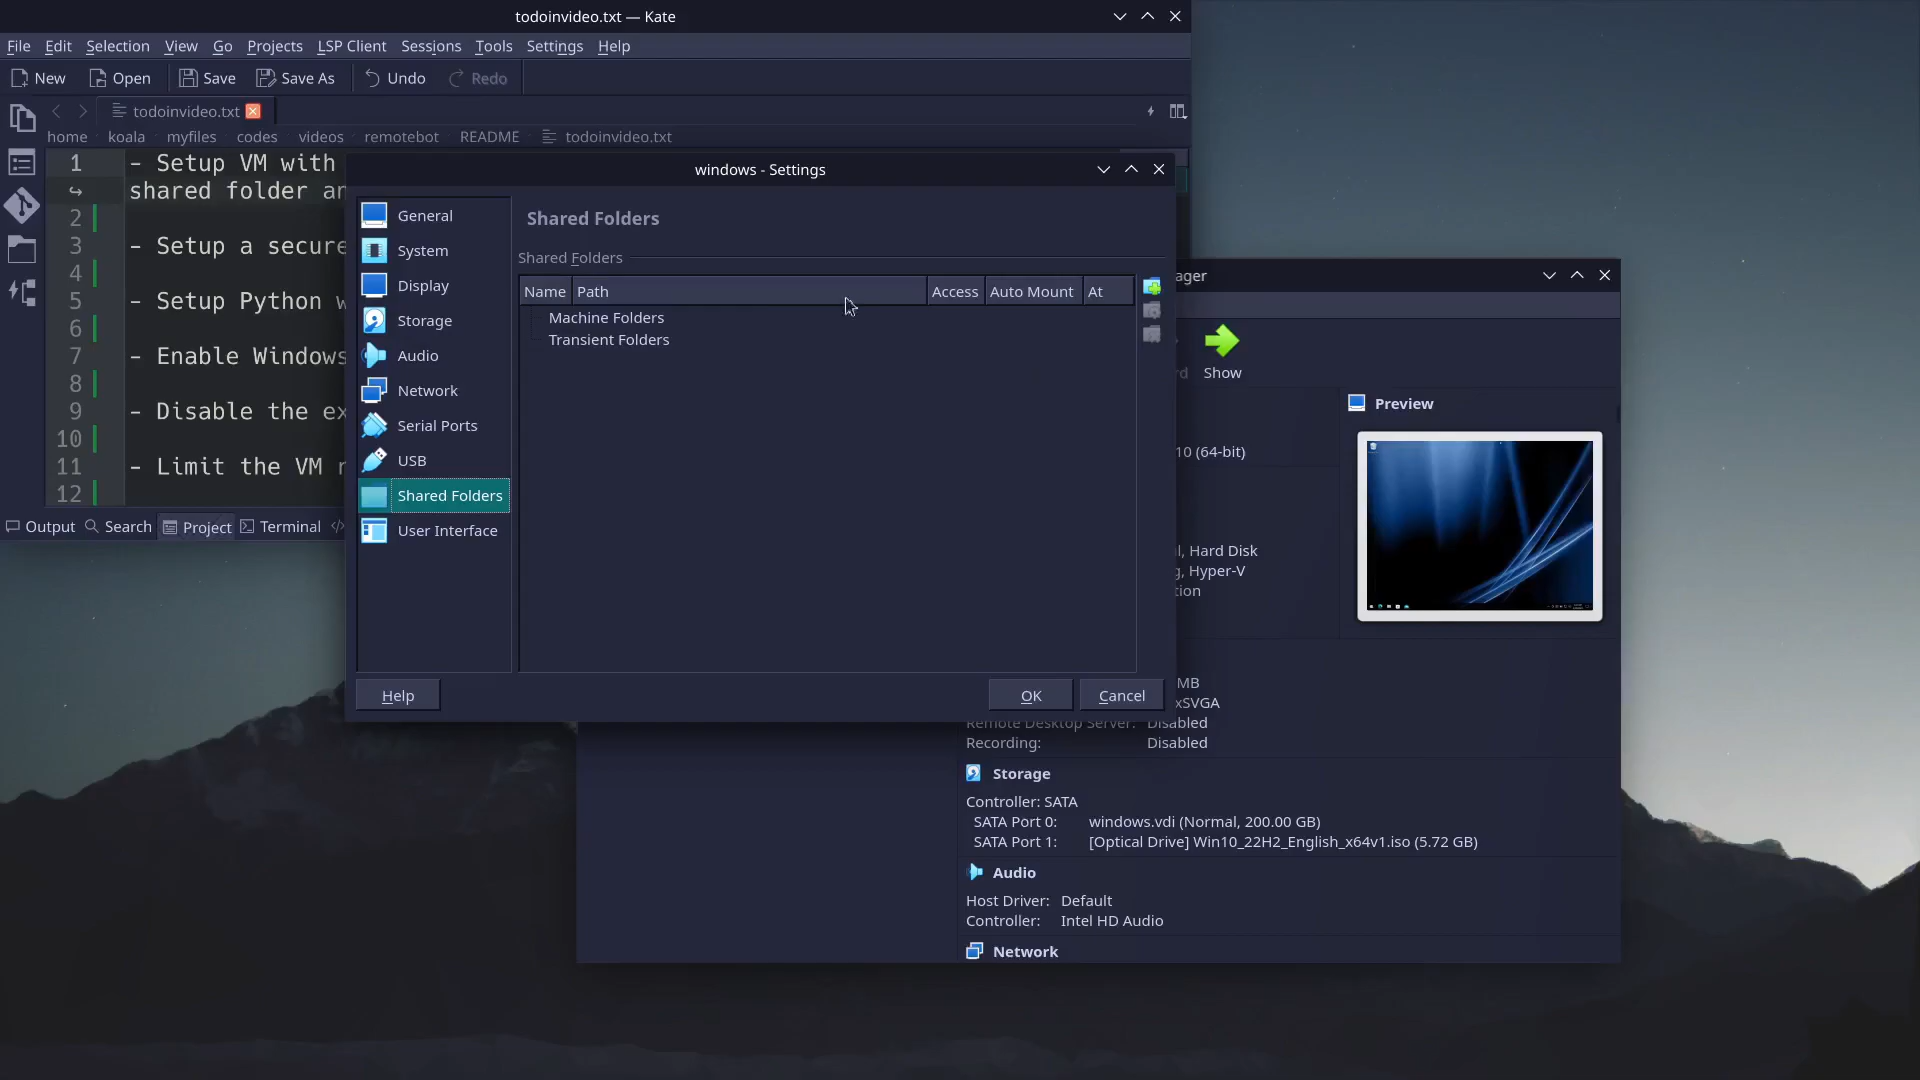 todoinvideo.txt — Kate
File Edit Selection View Go Projects LSP Client Sessions Tools Settings Help
New Open Save Save As Undo Redo
todoinvideo.txt
home koala myfiles codes videos remotebot README todoinvideo.txt
1 - Setup VM with
shared folder an
2
3 - Setup a secure
4
5 - Setup Python w
6
7 - Enable Windows
8
9 - Disable the ex
10
11 - Limit the VM r
12
Output Search Project Terminal
windows - Settings
General
System
Display
Storage
Audio
Network
Serial Ports
USB
Shared Folders
User Interface
Shared Folders
Shared Folders
Name Path Access Auto Mount At
Machine Folders
Transient Folders
Help OK Cancel
ager
d Show
Preview
10 (64-bit)
l, Hard Disk
g, Hyper-V
tion
MB
xSVGA
Remote Desktop Server: Disabled
Recording: Disabled
Storage
Controller: SATA
SATA Port 0: windows.vdi (Normal, 200.00 GB)
SATA Port 1: [Optical Drive] Win10_22H2_English_x64v1.iso (5.72 GB)
Audio
Host Driver: Default
Controller: Intel HD Audio
Network